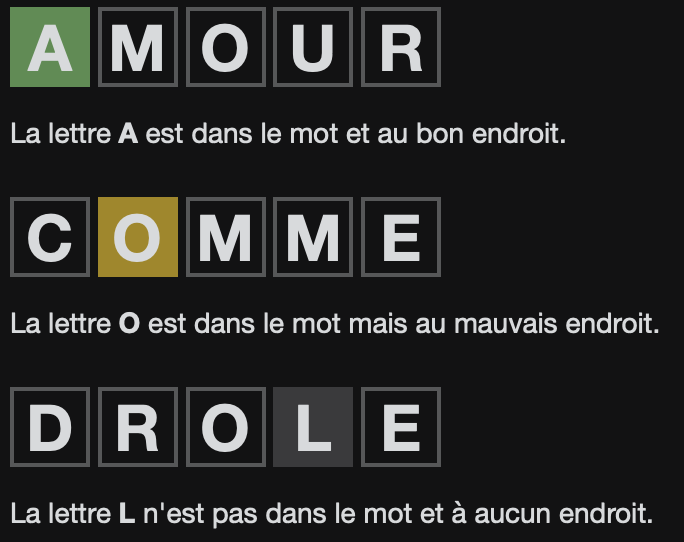 AMOUR
La lettre A est dans le mot et au bon endroit.
COMME
La lettre O est dans le mot mais au mauvais endroit.
DROLE
La lettre L n'est pas dans le mot et à aucun endroit.